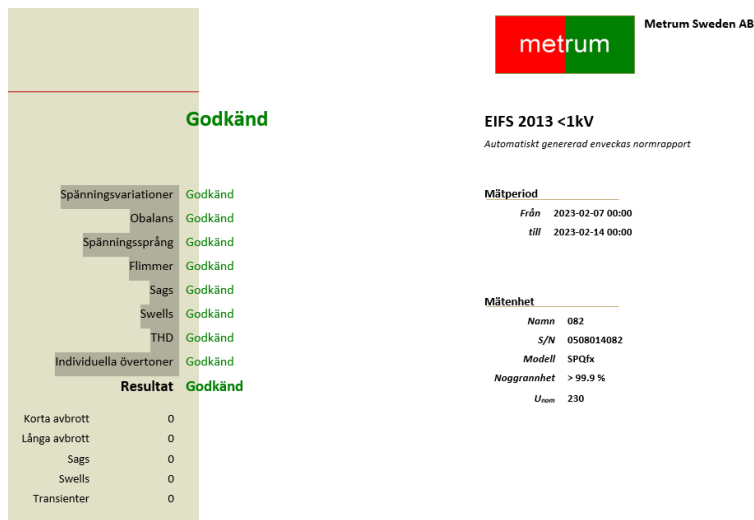 metrum
Metrum Sweden AB
Godkänd
EIFS 2013 <1kV
Automatiskt genererad enveckas normrapport
Spänningsvariationer Godkänd
Obalans Godkänd
Spänningssprång Godkänd
Flimmer Godkänd
Sags Godkänd
Swells Godkänd
THD Godkänd
Individuella övertoner Godkänd
Resultat Godkänd
Korta avbrott 0
Långa avbrott 0
Sags 0
Swells 0
Transienter 0
Mätperiod
Från 2023-02-07 00:00
till 2023-02-14 00:00
Mätenhet
Namn 082
S/N 0508014082
Modell SPQfx
Noggrannhet > 99.9 %
Unom 230